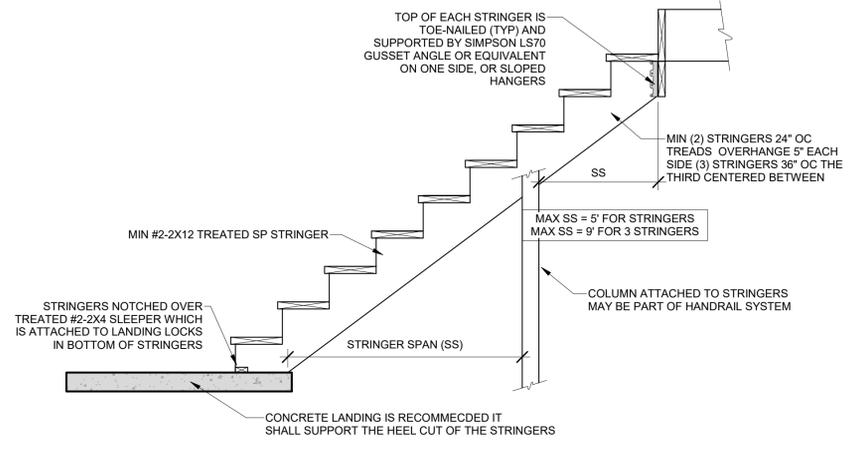 TOP OF EACH STRINGER IS
TOE-NAILED (TYP) AND
SUPPORTED BY SIMPSON LS70
GUSSET ANGLE OR EQUIVALENT
ON ONE SIDE, OR SLOPED
HANGERS
MIN (2) STRINGERS 24" OC
TREADS OVERHANGE 5" EACH
SIDE (3) STRINGERS 36" OC THE
THIRD CENTERED BETWEEN
SS
MAX SS = 5' FOR STRINGERS
MAX SS = 9' FOR 3 STRINGERS
MIN #2-2X12 TREATED SP STRINGER
COLUMN ATTACHED TO STRINGERS
MAY BE PART OF HANDRAIL SYSTEM
STRINGERS NOTCHED OVER
TREATED #2-2X4 SLEEPER WHICH
IS ATTACHED TO LANDING LOCKS
IN BOTTOM OF STRINGERS
STRINGER SPAN (SS)
CONCRETE LANDING IS RECOMMECDED IT
SHALL SUPPORT THE HEEL CUT OF THE STRINGERS